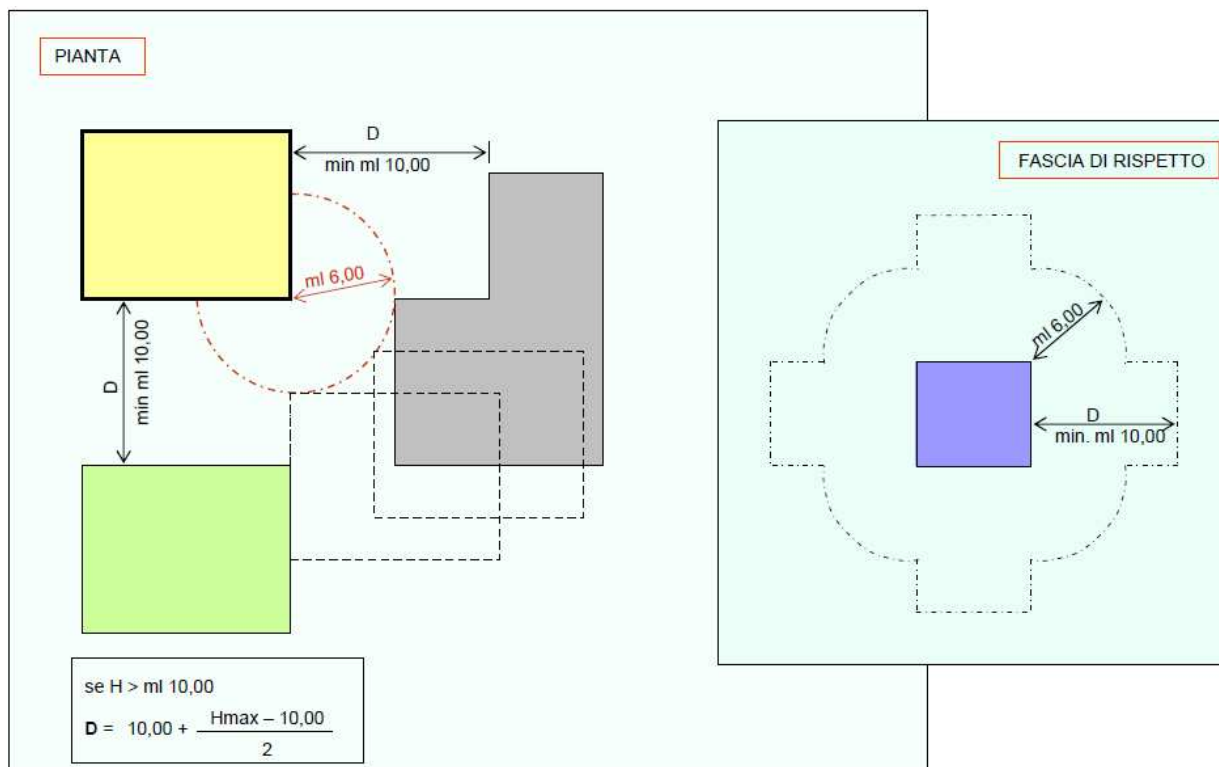 PIANTA
D
min ml 10,00
ml 6,00
D
min ml 10,00
se H > ml 10,00
D = 10,00 + Hmax – 10,00
2
FASCIA DI RISPETTO
ml 6,00
D
min. ml 10,00